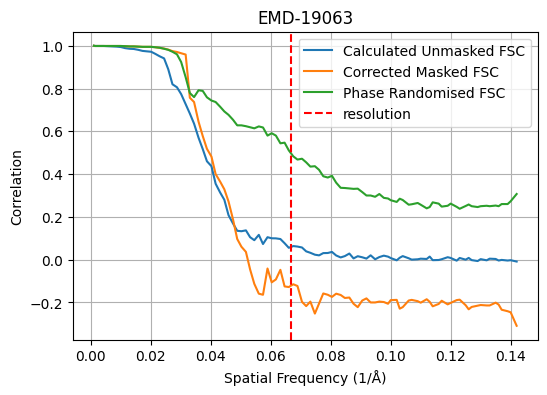 EMD-19063
Calculated Unmasked FSC
Corrected Masked FSC
Phase Randomised FSC
resolution
Correlation
1.0
0.8
0.6
0.4
0.2
0.0
−0.2
0.00 0.02 0.04 0.06 0.08 0.10 0.12 0.14
Spatial Frequency (1/Å)